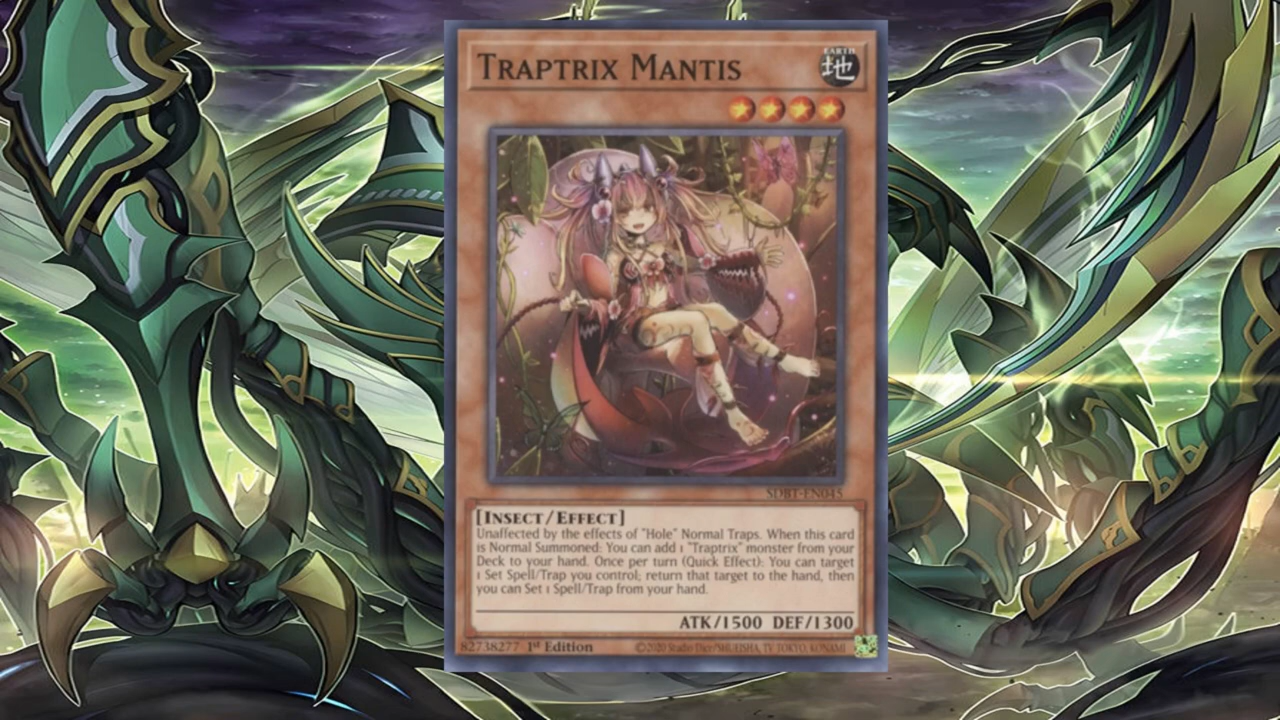 Traptrix Mantis
EARTH
地
SDBT-EN045
[Insect/Effect]
Unaffected by the effects of "Hole" Normal Traps. When this card
is Normal Summoned: You can add 1 "Traptrix" monster from your
Deck to your hand. Once per turn (Quick Effect): You can target
1 Set Spell/Trap you control; return that target to the hand, then
you can Set 1 Spell/Trap from your hand.
ATK/1500 DEF/1300
82738277 1st Edition ©2020 Studio Dice/SHUEISHA, TV TOKYO, KONAMI